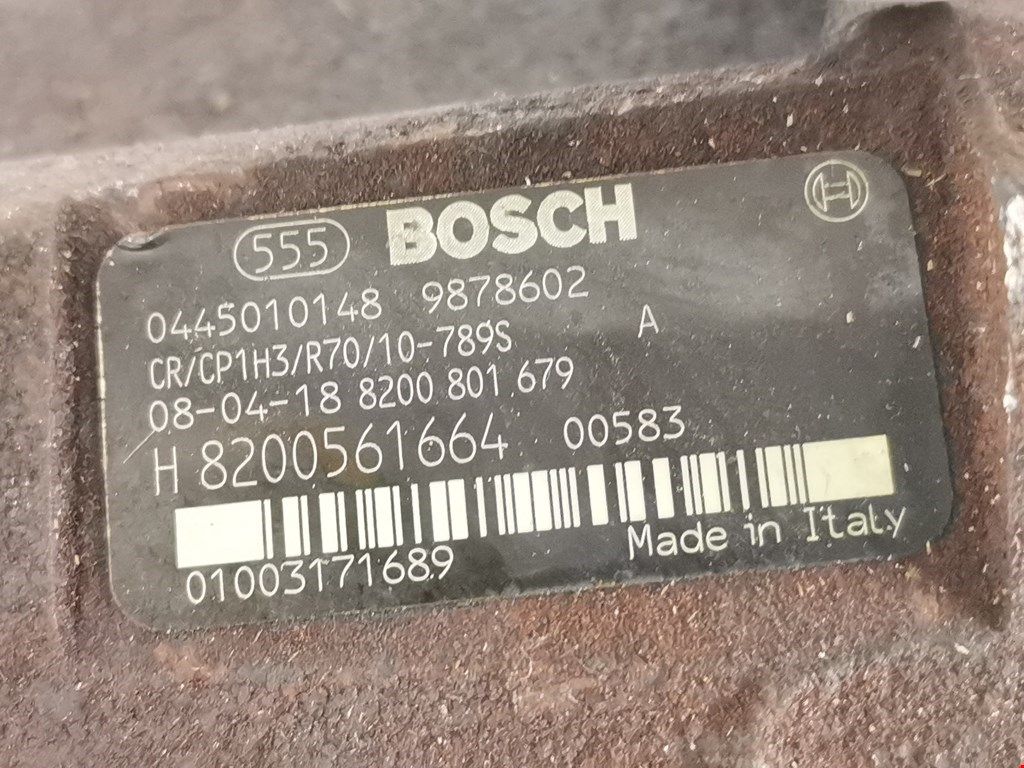 555 BOSCH
0445010148 9878602
CR/CP1H3/R70/10-789S A
08-04-18 8200 801 679
H 8200561664 00583
01003171689 Made in Italy